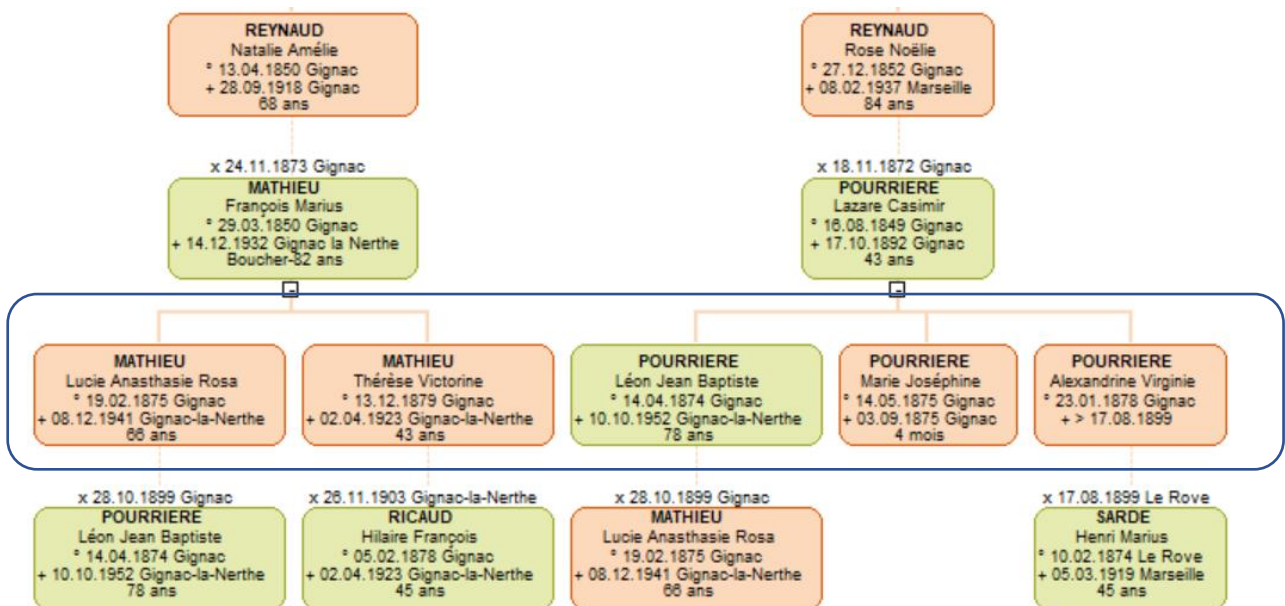 REYNAUD
Natalie Amélie
° 13.04.1850 Gignac
+ 28.09.1918 Gignac
68 ans
REYNAUD
Rose Noëlie
° 27.12.1852 Gignac
+ 08.02.1937 Marseille
84 ans
x 24.11.1873 Gignac
MATHIEU
François Marius
° 29.03.1850 Gignac
+ 14.12.1932 Gignac la Nerthe
Boucher-82 ans
x 18.11.1872 Gignac
POURRIERE
Lazare Casimir
° 16.08.1849 Gignac
+ 17.10.1892 Gignac
43 ans
MATHIEU
Lucie Anasthasie Rosa
° 19.02.1875 Gignac
+ 08.12.1941 Gignac-la-Nerthe
66 ans
MATHIEU
Thérèse Victorine
° 13.12.1879 Gignac
+ 02.04.1923 Gignac-la-Nerthe
43 ans
POURRIERE
Léon Jean Baptiste
° 14.04.1874 Gignac
+ 10.10.1952 Gignac-la-Nerthe
78 ans
POURRIERE
Marie Joséphine
° 14.05.1875 Gignac
+ 03.09.1875 Gignac
4 mois
POURRIERE
Alexandrine Virginie
° 23.01.1878 Gignac
+ > 17.08.1899
x 28.10.1899 Gignac
POURRIERE
Léon Jean Baptiste
° 14.04.1874 Gignac
+ 10.10.1952 Gignac-la-Nerthe
78 ans
x 26.11.1903 Gignac-la-Nerthe
RICAUD
Hilaire François
° 05.02.1878 Gignac
+ 02.04.1923 Gignac-la-Nerthe
45 ans
x 28.10.1899 Gignac
MATHIEU
Lucie Anasthasie Rosa
° 19.02.1875 Gignac
+ 08.12.1941 Gignac-la-Nerthe
66 ans
x 17.08.1899 Le Rove
SARDE
Henri Marius
° 10.02.1874 Le Rove
+ 05.03.1919 Marseille
45 ans